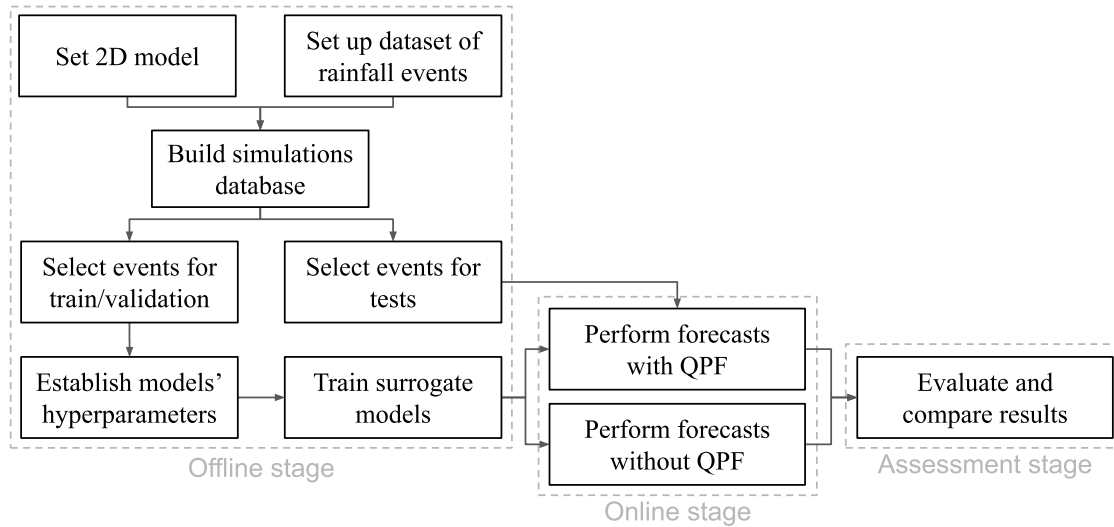 Set 2D model
Set up dataset of
rainfall events
Build simulations
database
Select events for
train/validation
Select events for
tests
Establish models’
hyperparameters
Train surrogate
models
Offline stage
Perform forecasts
with QPF
Perform forecasts
without QPF
Online stage
Evaluate and
compare results
Assessment stage